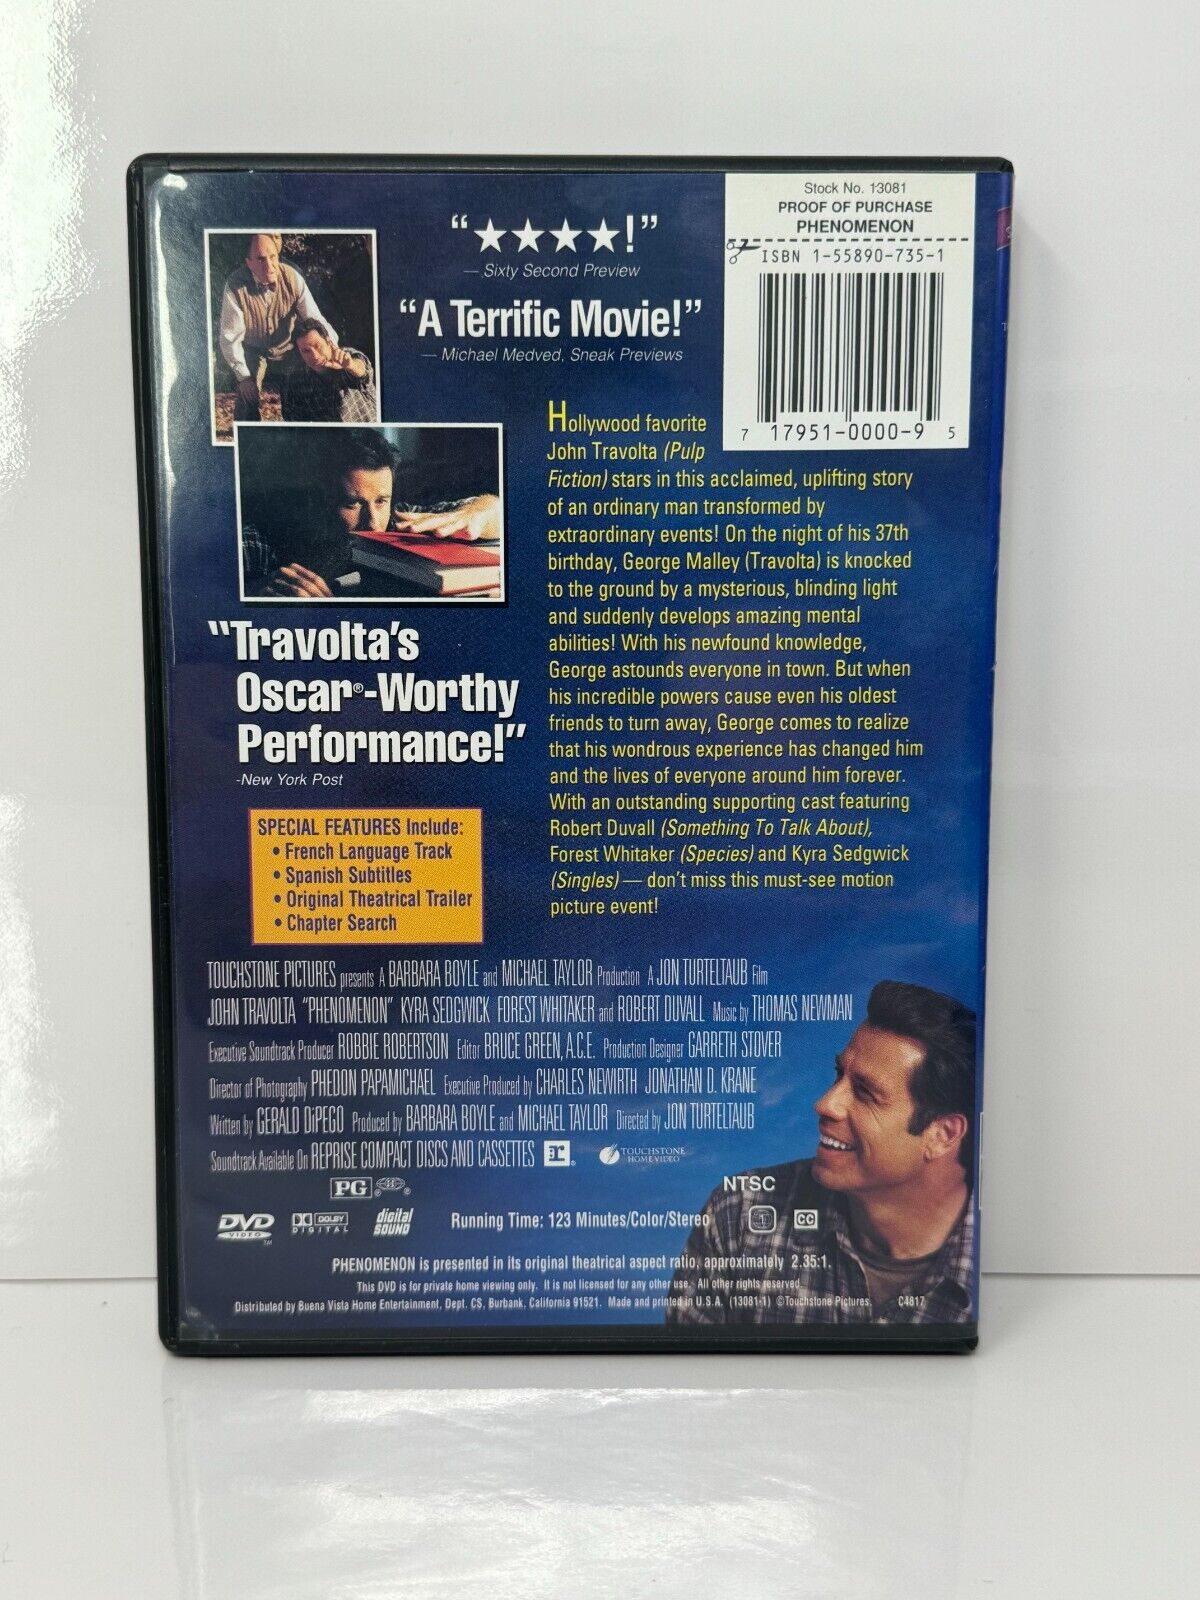 “★★★★!”
— Sixty Second Preview
“A Terrific Movie!”
— Michael Medved, Sneak Previews
Stock No. 13081
PROOF OF PURCHASE
PHENOMENON
ISBN 1-55890-735-1
7 17951-0000-9 5
Hollywood favorite
John Travolta (Pulp
Fiction) stars in this acclaimed, uplifting story
of an ordinary man transformed by
extraordinary events! On the night of his 37th
birthday, George Malley (Travolta) is knocked
to the ground by a mysterious, blinding light
and suddenly develops amazing mental
abilities! With his newfound knowledge,
George astounds everyone in town. But when
his incredible powers cause even his oldest
friends to turn away, George comes to realize
that his wondrous experience has changed him
and the lives of everyone around him forever.
With an outstanding supporting cast featuring
Robert Duvall (Something To Talk About),
Forest Whitaker (Species) and Kyra Sedgwick
(Singles) — don't miss this must-see motion
picture event!
“Travolta's
Oscar®-Worthy
Performance!”
-New York Post
SPECIAL FEATURES Include:
• French Language Track
• Spanish Subtitles
• Original Theatrical Trailer
• Chapter Search
TOUCHSTONE PICTURES presents A BARBARA BOYLE and MICHAEL TAYLOR Production A JON TURTELTAUB Film
JOHN TRAVOLTA "PHENOMENON" KYRA SEDGWICK FOREST WHITAKER and ROBERT DUVALL Music by THOMAS NEWMAN
Executive Soundtrack Producer ROBBIE ROBERTSON Editor BRUCE GREEN, A.C.E. Production Designer GARRETH STOVER
Director of Photography PHEDON PAPAMICHAEL Executive Produced by CHARLES NEWIRTH JONATHAN D. KRANE
Written by GERALD DiPEGO Produced by BARBARA BOYLE and MICHAEL TAYLOR Directed by JON TURTELTAUB
Soundtrack Available On REPRISE COMPACT DISCS AND CASSETTES r® TOUCHSTONE HOME VIDEO
PG ® NTSC
DVD VIDEO ™ DOLBY DIGITAL digital SOUND Running Time: 123 Minutes/Color/Stereo 1 CC
PHENOMENON is presented in its original theatrical aspect ratio, approximately 2.35:1.
This DVD is for private home viewing only. It is not licensed for any other use. All other rights reserved.
Distributed by Buena Vista Home Entertainment, Dept. CS, Burbank, California 91521. Made and printed in U.S.A. (13081-1) ©Touchstone Pictures. C4817